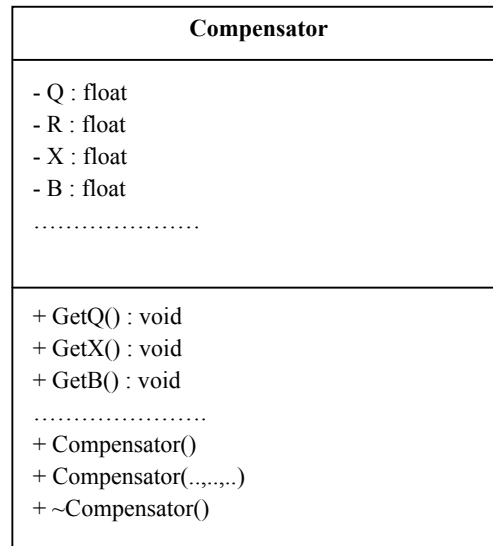 Compensator
- Q : float
- R : float
- X : float
- B : float
…………………
+ GetQ() : void
+ GetX() : void
+ GetB() : void
………………….
+ Compensator()
+ Compensator(..,..,..)
+ ~Compensator()